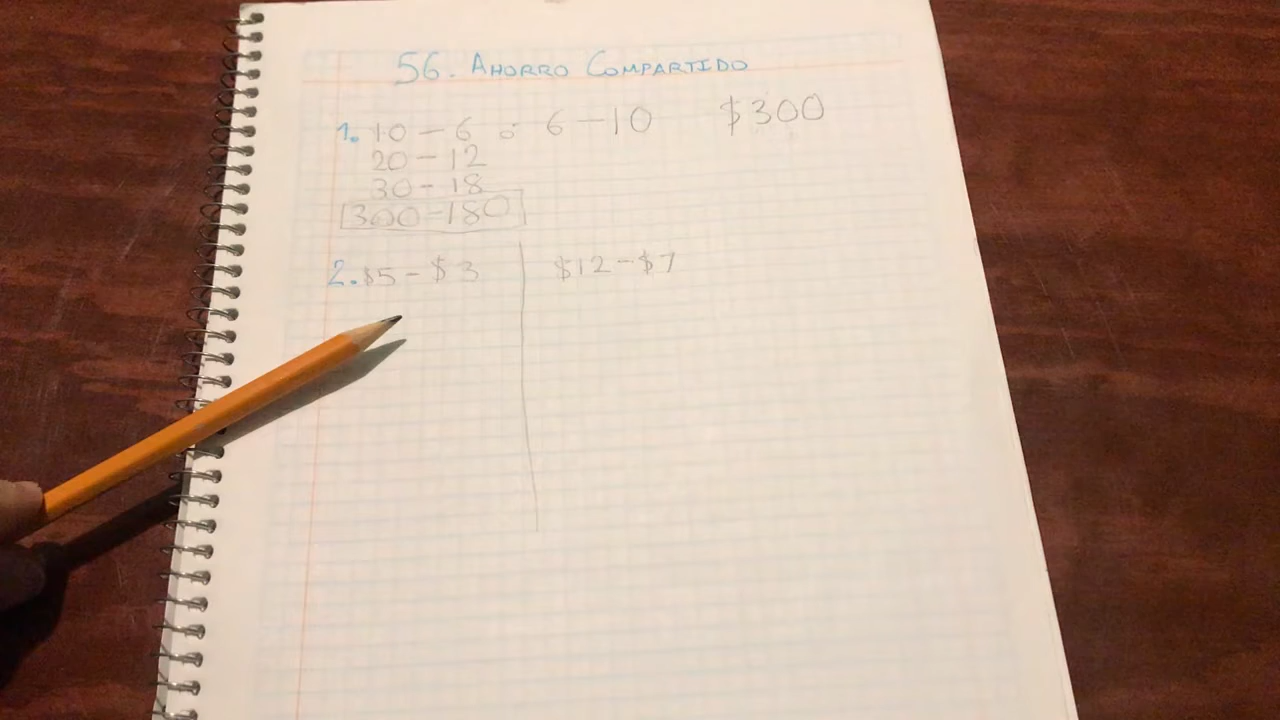 56. AHORRO COMPARTIDO
1. 10 - 6 ó 6 - 10 $300
20 - 12
30 - 18
300 - 180
2. $5 - $3 $12 - $7